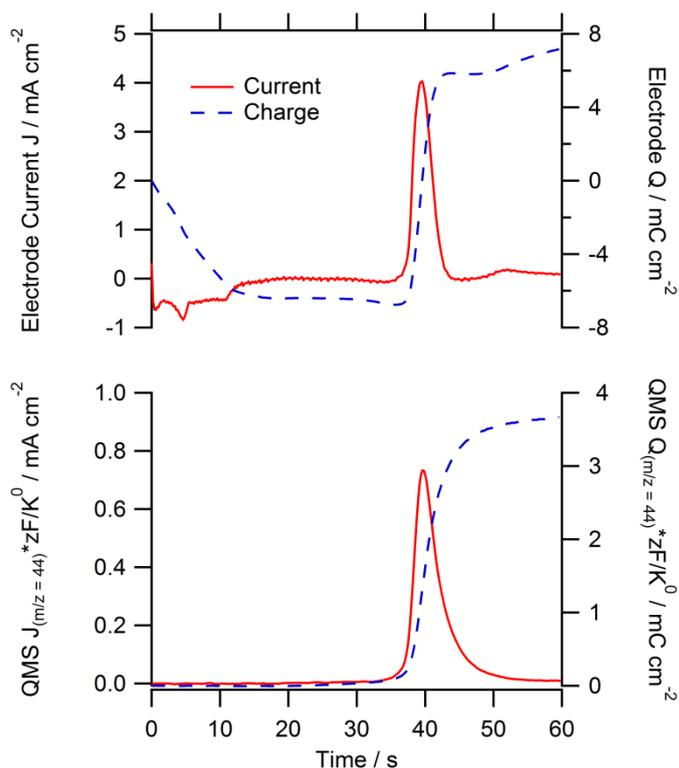 Electrode Current J / mA cm-2
5
4
3
2
1
0
-1
Current
Charge
8
4
0
-4
-8
Electrode Q / mC cm-2
QMS J(m/z = 44)*zF/K0 / mA cm-2
1.0
0.8
0.6
0.4
0.2
0.0
4
3
2
1
0
QMS Q(m/z = 44)*zF/K0 / mC cm-2
0 10 20 30 40 50 60
Time / s